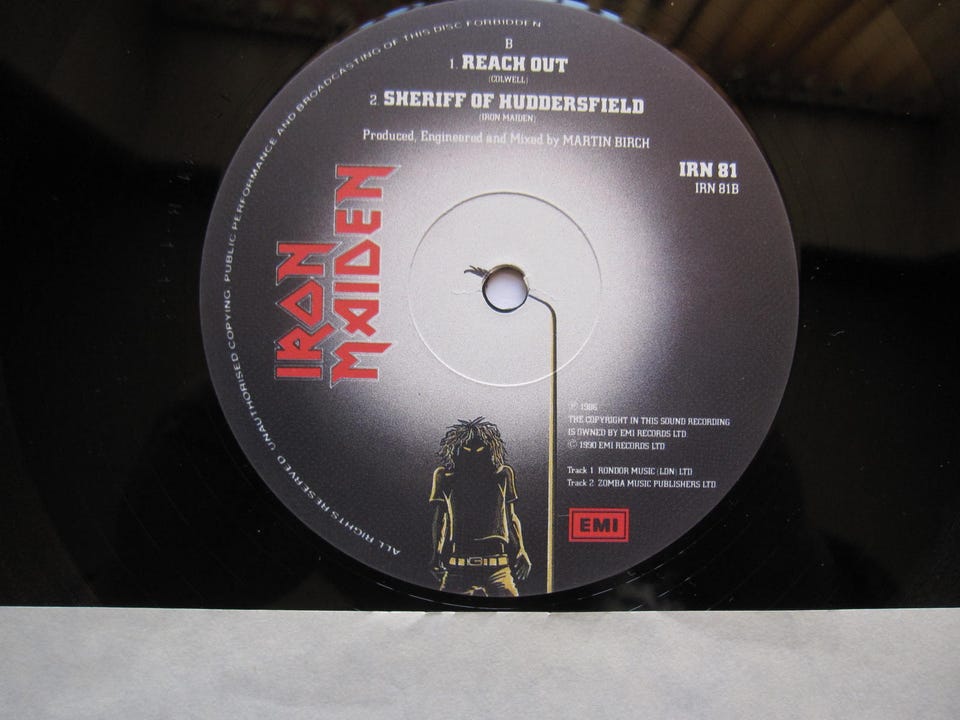 B
1. REACH OUT
(COLWELL)
2. SHERIFF OF HUDDERSFIELD
(IRON MAIDEN)
Produced, Engineered and Mixed by MARTIN BIRCH
IRN 81
IRN 81B
IRON
MAIDEN
℗ 1986
THE COPYRIGHT IN THIS SOUND RECORDING
IS OWNED BY EMI RECORDS LTD
© 1990 EMI RECORDS LTD
Track 1 RONDOR MUSIC (LDN) LTD
Track 2 ZOMBA MUSIC PUBLISHERS LTD
EMI
ALL RIGHTS RESERVED UNAUTHORISED COPYING. PUBLIC PERFORMANCE AND BROADCASTING OF THIS DISC FORBIDDEN